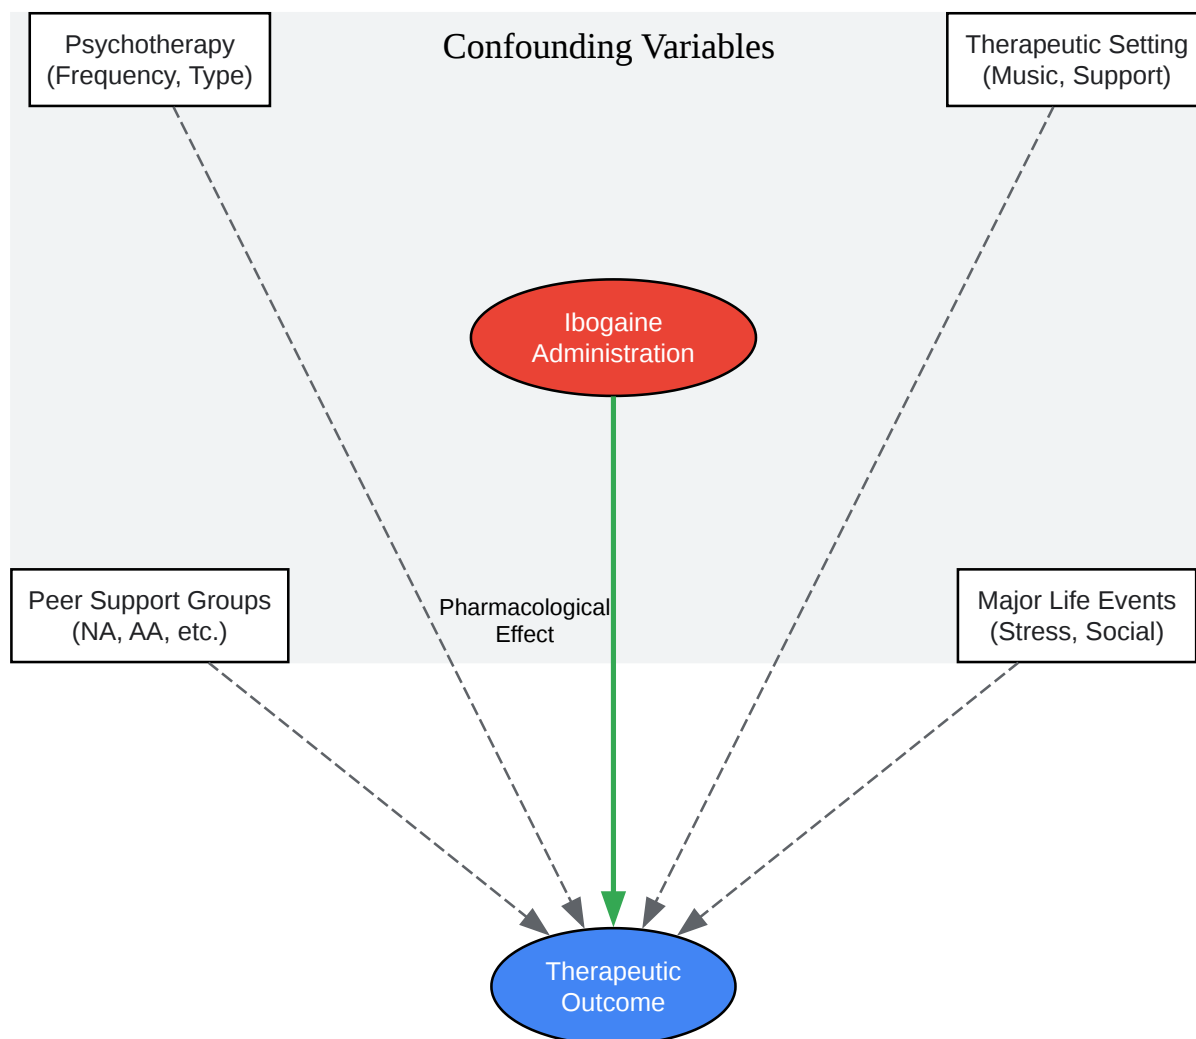 Psychotherapy
(Frequency, Type)
Confounding Variables
Therapeutic Setting
(Music, Support)
Ibogaine
Administration
Peer Support Groups
(NA, AA, etc.)
Pharmacological
Effect
Major Life Events
(Stress, Social)
Therapeutic
Outcome